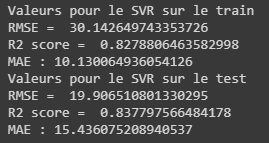 Valeurs pour le SVR sur le train
RMSE =  30.142649743353726
R2 score =  0.8278806463582998
MAE : 10.130064936054126
Valeurs pour le SVR sur le test
RMSE =  19.906510801330295
R2 score =  0.837797566484178
MAE : 15.436075208940537